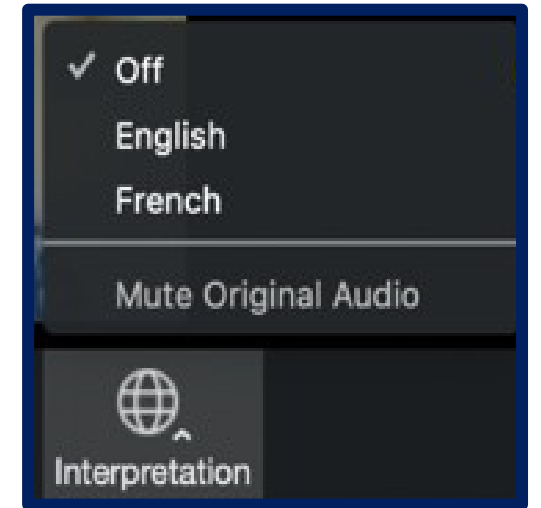 Off
English
French
Mute Original Audio
Interpretation